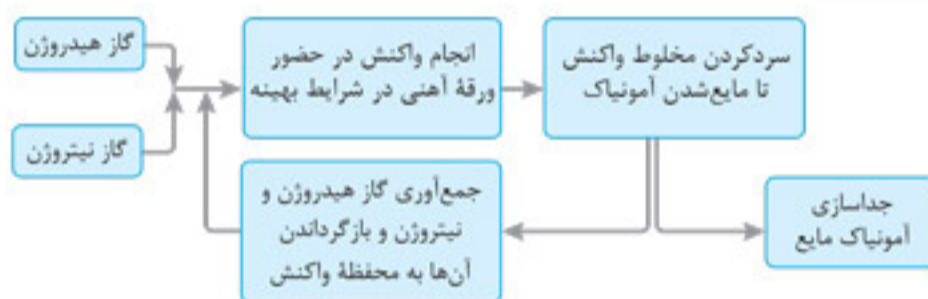 گاز هیدروژن
گاز نیتروژن
انجام واکنش در حضور
ورقهٔ آهنی در شرایط بهینه
سردکردن مخلوط واکنش
تا مایع‌شدن آمونیاک
جمع‌آوری گاز هیدروژن و
نیتروژن و بازگرداندن
آن‌ها به محفظهٔ واکنش
جداسازی
آمونیاک مایع